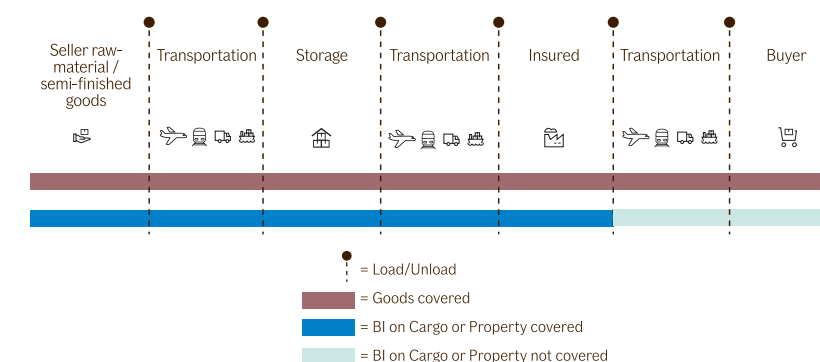 Seller raw-
material /
semi-finished
goods
Transportation
Storage
Transportation
Insured
Transportation
Buyer
= Load/Unload
= Goods covered
= BI on Cargo or Property covered
= BI on Cargo or Property not covered